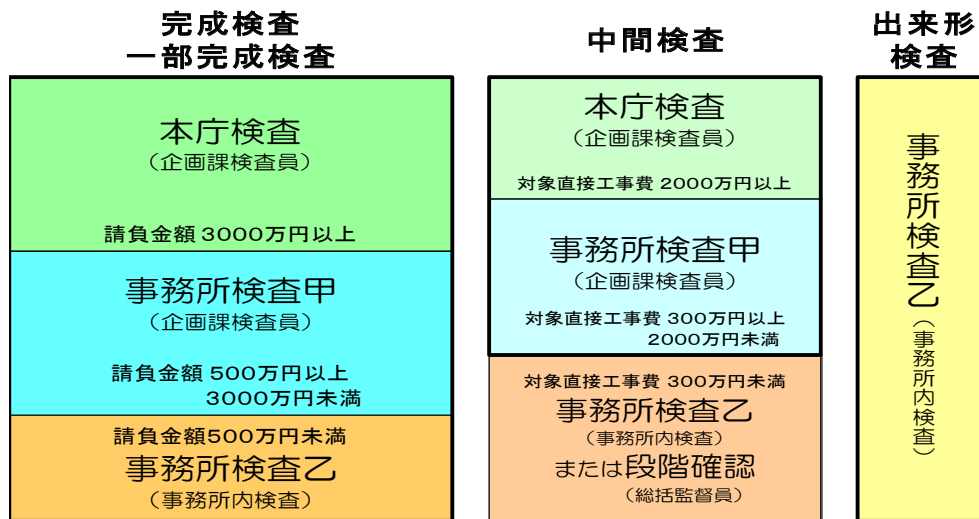 完成検査
一部完成検査
本庁検査
（企画課検査員）
請負金額 3000万円以上
事務所検査甲
（企画課検査員）
請負金額 500万円以上
3000万円未満
請負金額500万円未満
事務所検査乙
（事務所内検査）
中間検査
本庁検査
（企画課検査員）
対象直接工事費 2000万円以上
事務所検査甲
（企画課検査員）
対象直接工事費 300万円以上
2000万円未満
対象直接工事費 300万円未満
事務所検査乙
（事務所内検査）
または段階確認
（総括監督員）
出来形
検査
事務所検査乙（事務所内検査）